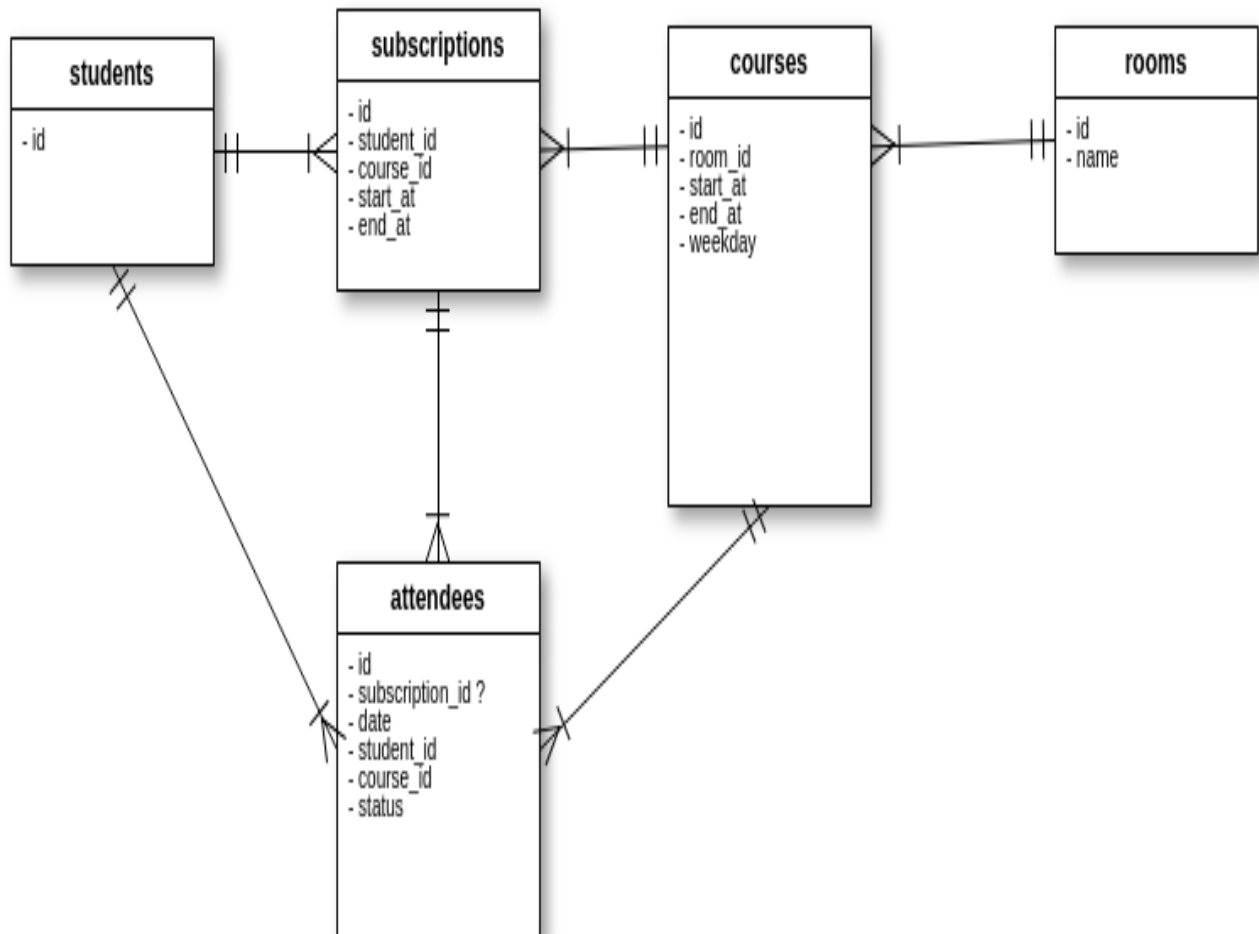 students
- id
subscriptions
- id
- student_id
- course_id
- start_at
- end_at
courses
- id
- room_id
- start_at
- end_at
- weekday
rooms
- id
- name
attendees
- id
- subscription_id ?
- date
- student_id
- course_id
- status